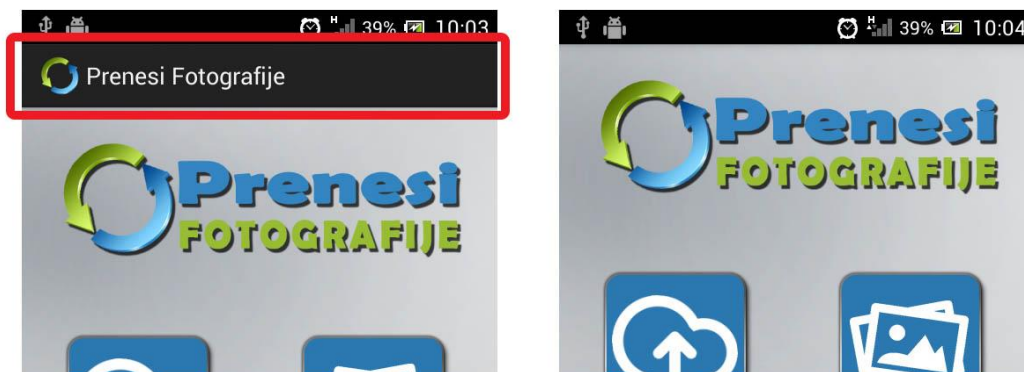 H 39% 10:03
Prenesi Fotografije
Prenesi
FOTOGRAFIJE
H 39% 10:04
Prenesi
FOTOGRAFIJE